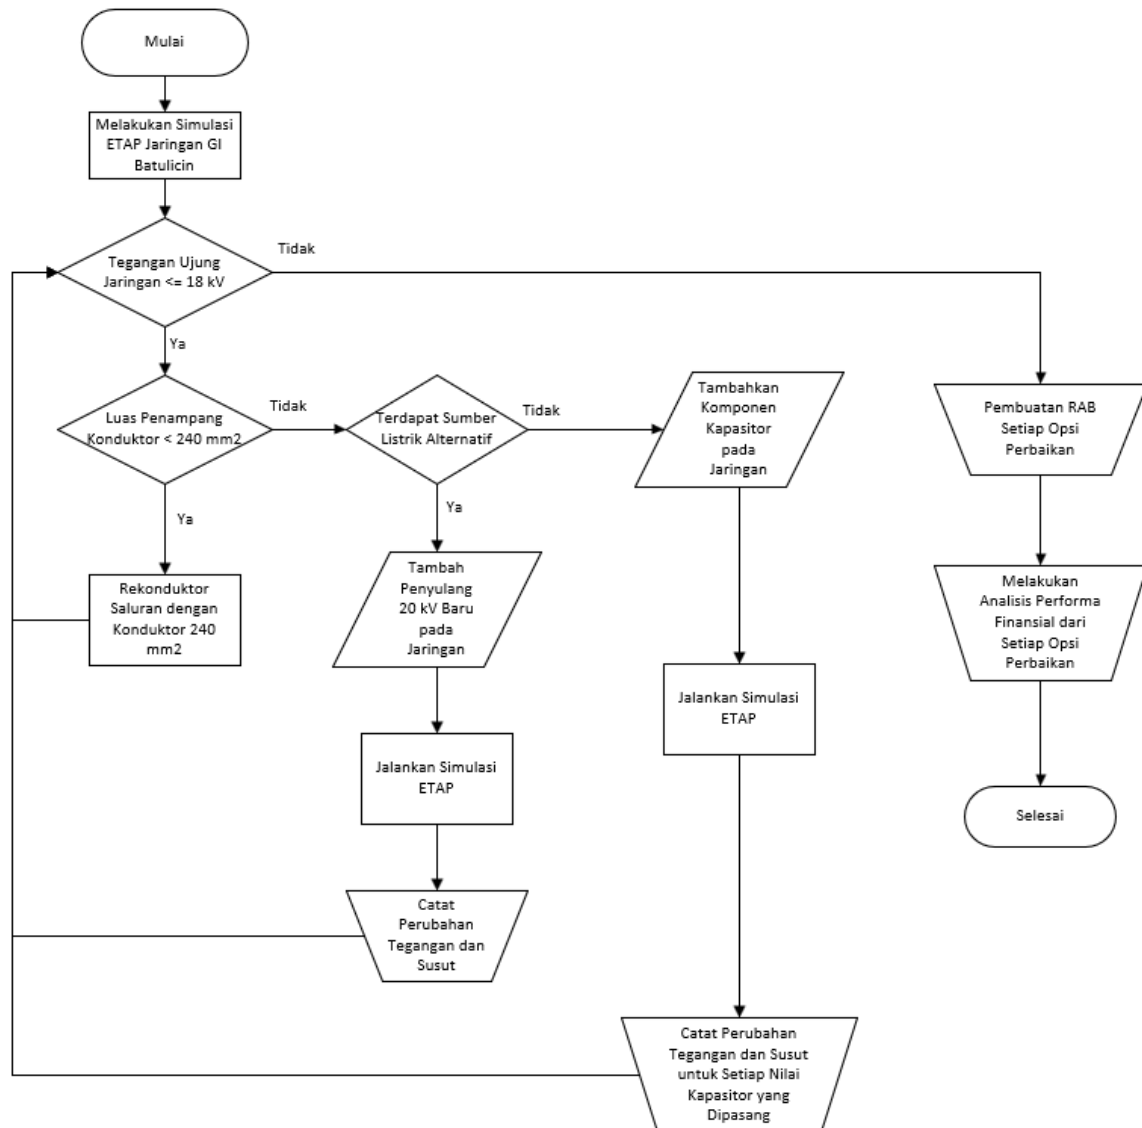 Mulai
Melakukan Simulasi
ETAP Jaringan GI
Batulicin
Tegangan Ujung
Jaringan <= 18 kV
Tidak
Ya
Luas Penampang
Konduktor < 240 mm2
Tidak
Ya
Rekonduktor
Saluran dengan
Konduktor 240
mm2
Terdapat Sumber
Listrik Alternatif
Tidak
Ya
Tambah
Penyulang
20 kV Baru
pada
Jaringan
Jalankan Simulasi
ETAP
Catat
Perubahan
Tegangan dan
Susut
Tambahkan
Komponen
Kapasitor
pada
Jaringan
Jalankan Simulasi
ETAP
Catat Perubahan
Tegangan dan Susut
untuk Setiap Nilai
Kapasitor yang
Dipasang
Pembuatan RAB
Setiap Opsi
Perbaikan
Melakukan
Analisis Performa
Finansial dari
Setiap Opsi
Perbaikan
Selesai